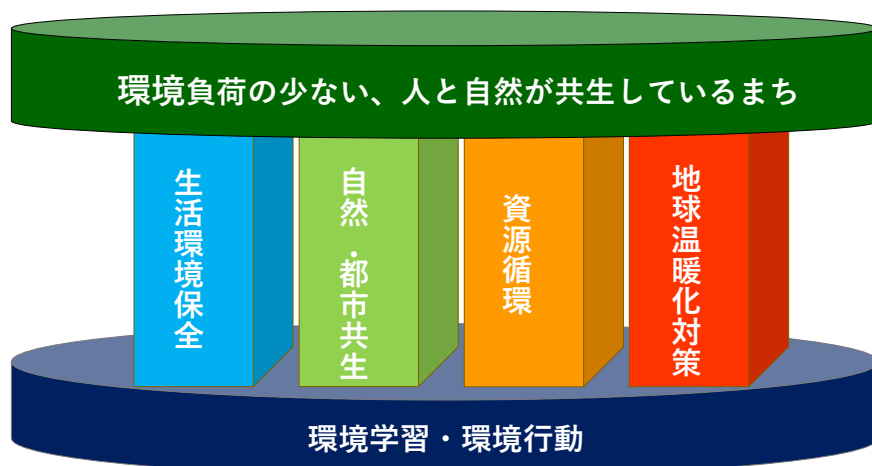 環境負荷の少ない、人と自然が共生しているまち
生活環境保全
自然・都市共生
資源循環
地球温暖化対策
環境学習・環境行動